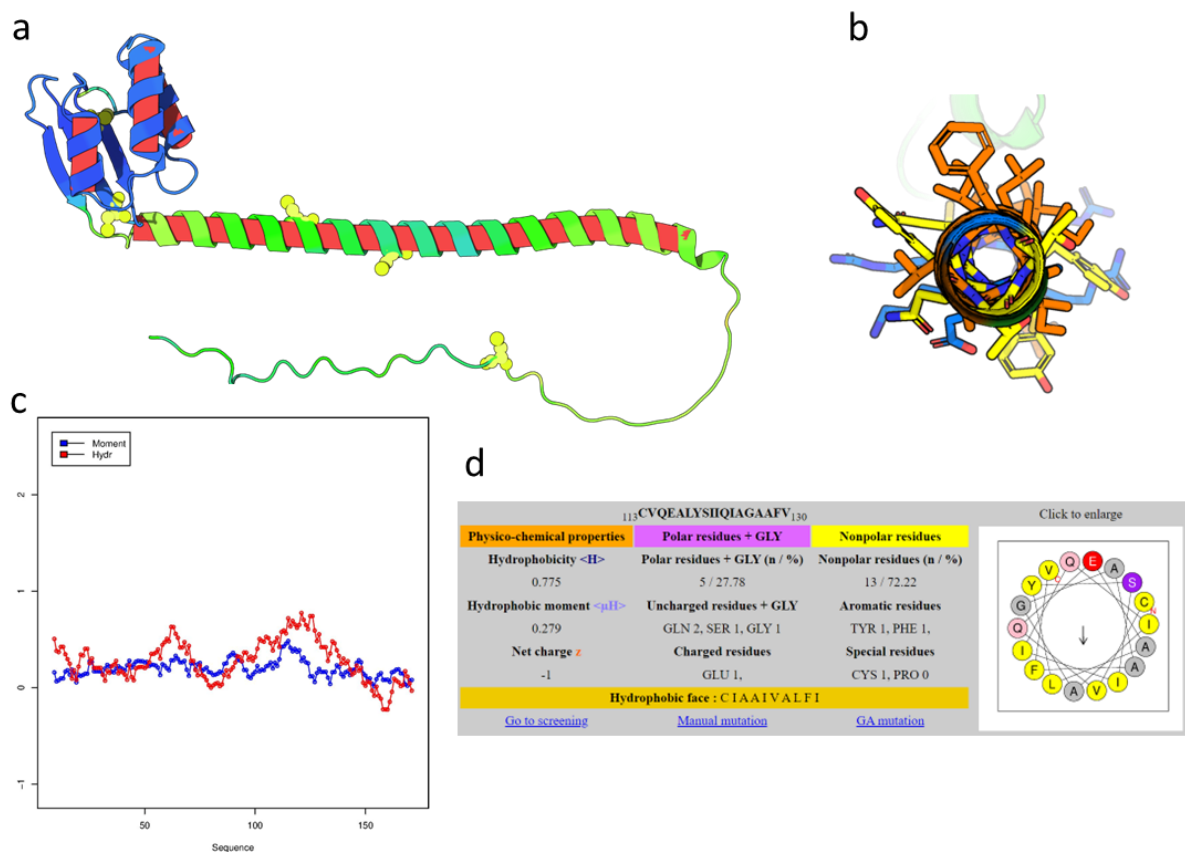 a
b
c
Moment
Hydr
2
1
0
-1
50
100
150
Sequence
d
113CVQEALYSIIQIAGAAFV130
Click to enlarge
Physico-chemical properties
Polar residues + GLY
Nonpolar residues
Hydrophobicity <H>
Polar residues + GLY (n / %)
Nonpolar residues (n / %)
0.775
5 / 27.78
13 / 72.22
Hydrophobic moment <µH>
Uncharged residues + GLY
Aromatic residues
0.279
GLN 2, SER 1, GLY 1
TYR 1, PHE 1,
Net charge z
Charged residues
Special residues
-1
GLU 1,
CYS 1, PRO 0
Hydrophobic face : C I A A I V A L F I
Go to screening
Manual mutation
GA mutation
Q
E
A
S
C
N
I
A
A
I
V
A
L
F
I
Q
G
Y
V
C